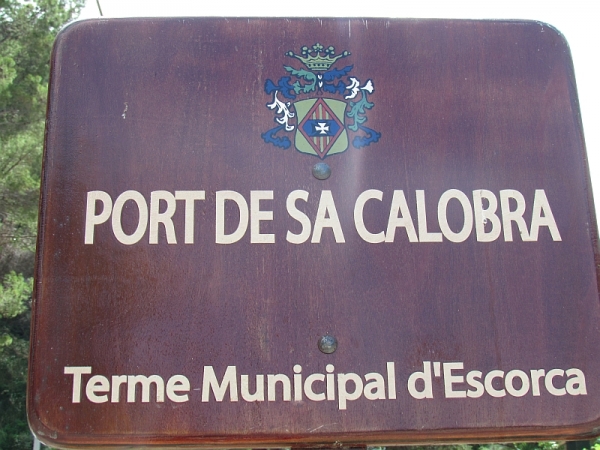 PORT DE SA CALOBRA
Terme Municipal d'Escorca